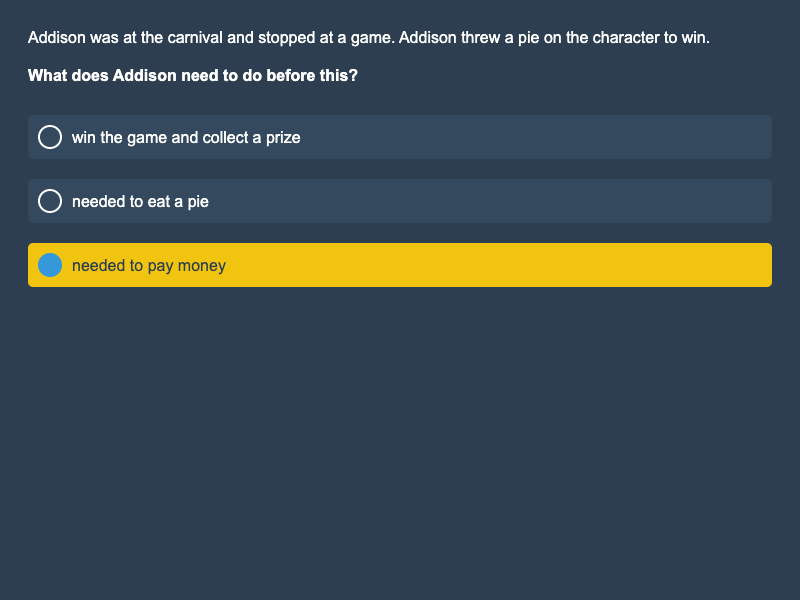 Addison was at the carnival and stopped at a game. Addison threw a pie on the character to win.
What does Addison need to do before this?
win the game and collect a prize
needed to eat a pie
needed to pay money